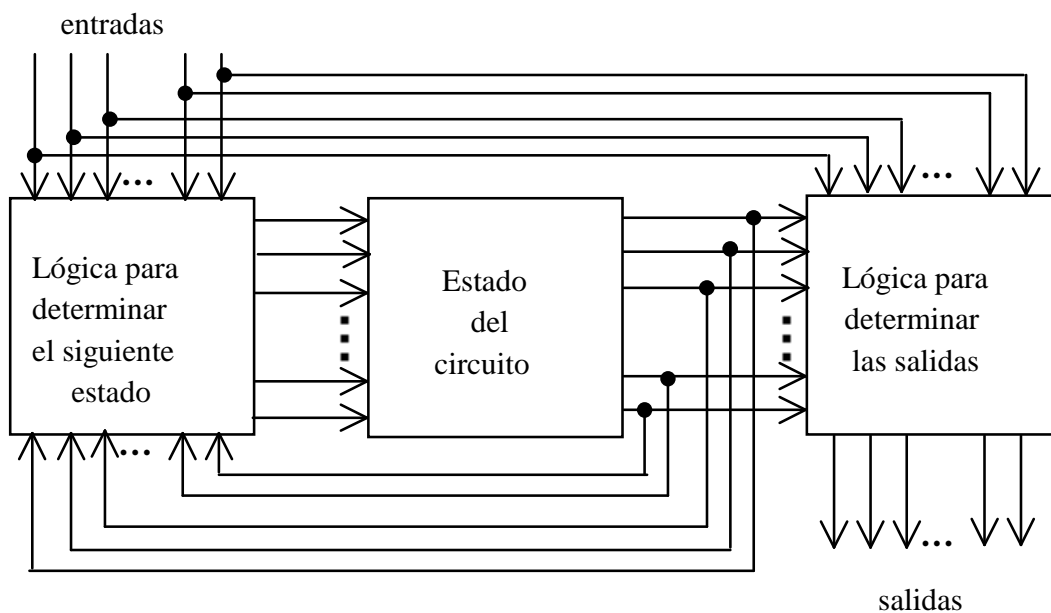 entradas
Lógica para
determinar
el siguiente
estado
Estado
del
circuito
Lógica para
determinar
las salidas
salidas